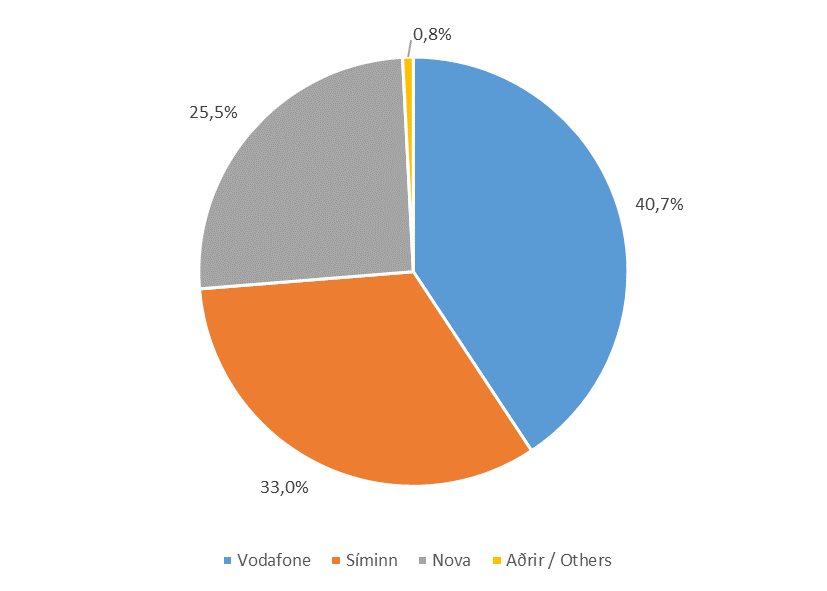 0,8%
25,5%
40,7%
33,0%
Vodafone Síminn Nova Aðrir / Others